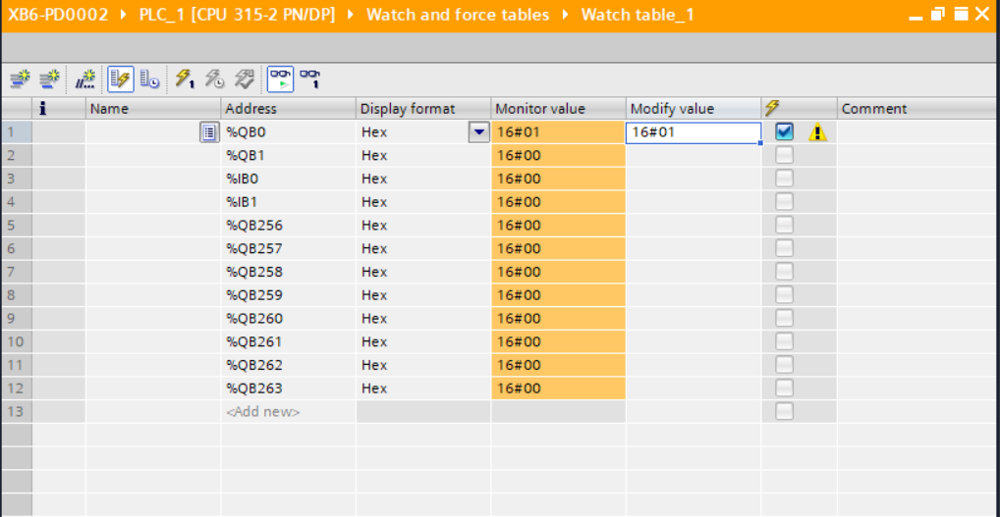 XB6-PD0002 ▸ PLC_1 [CPU 315-2 PN/DP] ▸ Watch and force tables ▸ Watch table_1
i Name Address Display format Monitor value Modify value Comment
1 %QB0 Hex 16#01 16#01
2 %QB1 Hex 16#00
3 %IB0 Hex 16#00
4 %IB1 Hex 16#00
5 %QB256 Hex 16#00
6 %QB257 Hex 16#00
7 %QB258 Hex 16#00
8 %QB259 Hex 16#00
9 %QB260 Hex 16#00
10 %QB261 Hex 16#00
11 %QB262 Hex 16#00
12 %QB263 Hex 16#00
13 <Add new>